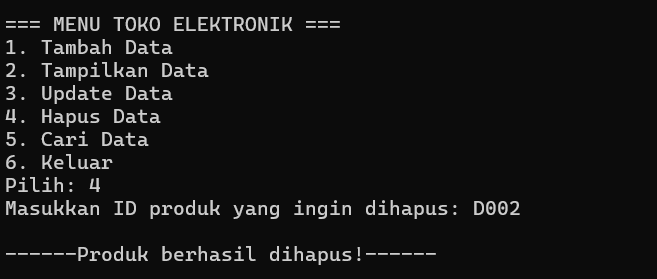 === MENU TOKO ELEKTRONIK ===
1. Tambah Data
2. Tampilkan Data
3. Update Data
4. Hapus Data
5. Cari Data
6. Keluar
Pilih: 4
Masukkan ID produk yang ingin dihapus: D002
------Produk berhasil dihapus!------